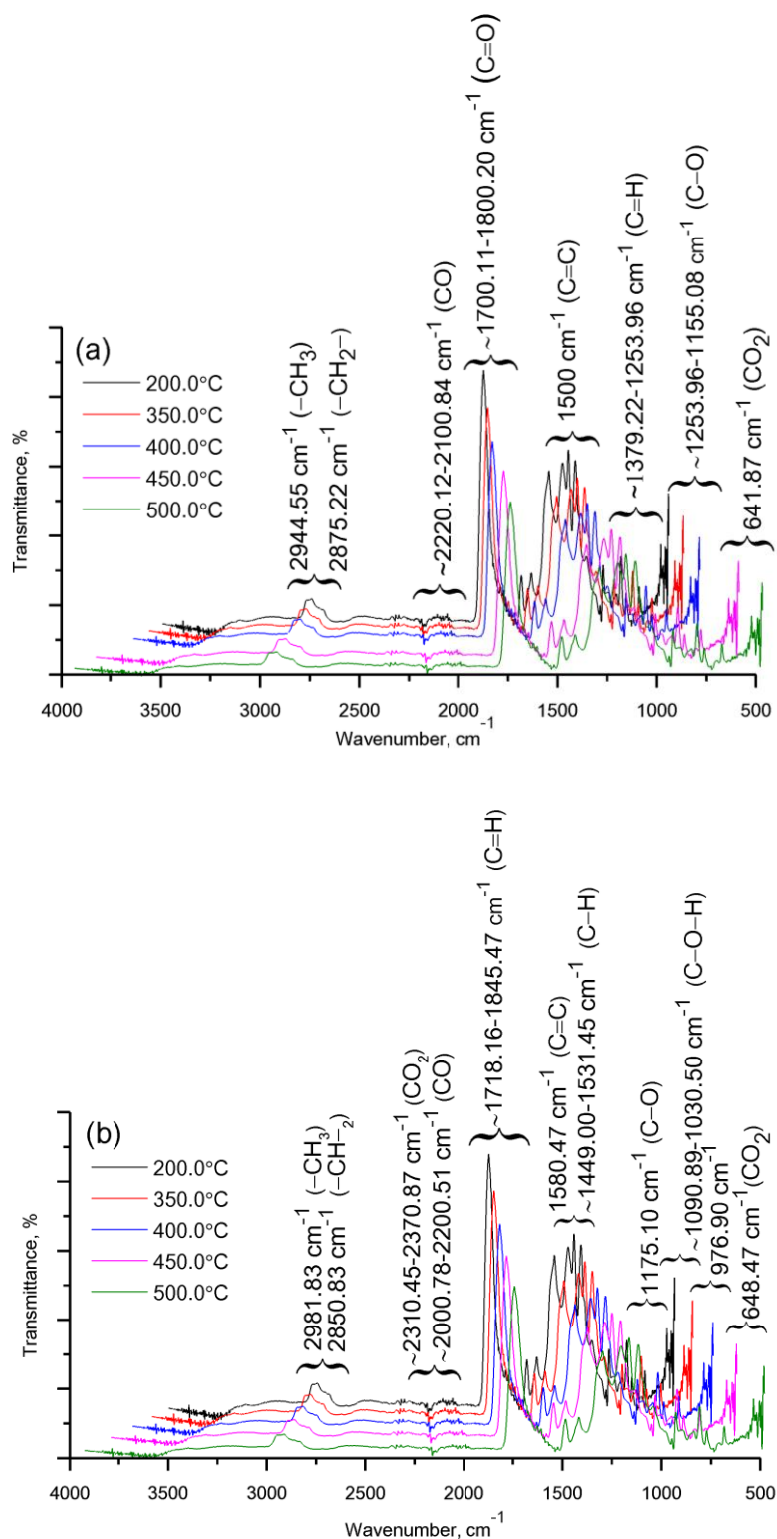 (a)
200.0°C
350.0°C
400.0°C
450.0°C
500.0°C
2944.55 cm⁻¹ (−CH₃)
2875.22 cm⁻¹ (−CH₂−)
~2220.12-2100.84 cm⁻¹ (CO)
~1700.11-1800.20 cm⁻¹ (C=O)
1500 cm⁻¹ (C=C)
~1379.22-1253.96 cm⁻¹ (C=H)
~1253.96-1155.08 cm⁻¹ (C−O)
641.87 cm⁻¹ (CO₂)
Transmittance, %
4000 3500 3000 2500 2000 1500 1000 500
Wavenumber, cm⁻¹
(b)
200.0°C
350.0°C
400.0°C
450.0°C
500.0°C
2981.83 cm⁻¹ (−CH₃)
2850.83 cm⁻¹ (−CH−₂)
~2310.45-2370.87 cm⁻¹ (CO₂)
~2000.78-2200.51 cm⁻¹ (CO)
~1718.16-1845.47 cm⁻¹ (C=H)
1580.47 cm⁻¹ (C=C)
~1449.00-1531.45 cm⁻¹ (C−H)
1175.10 cm⁻¹ (C−O)
~1090.89-1030.50 cm⁻¹ (C−O−H)
976.90 cm⁻¹
648.47 cm⁻¹(CO₂)
Transmittance, %
4000 3500 3000 2500 2000 1500 1000 500
Wavenumber, cm⁻¹